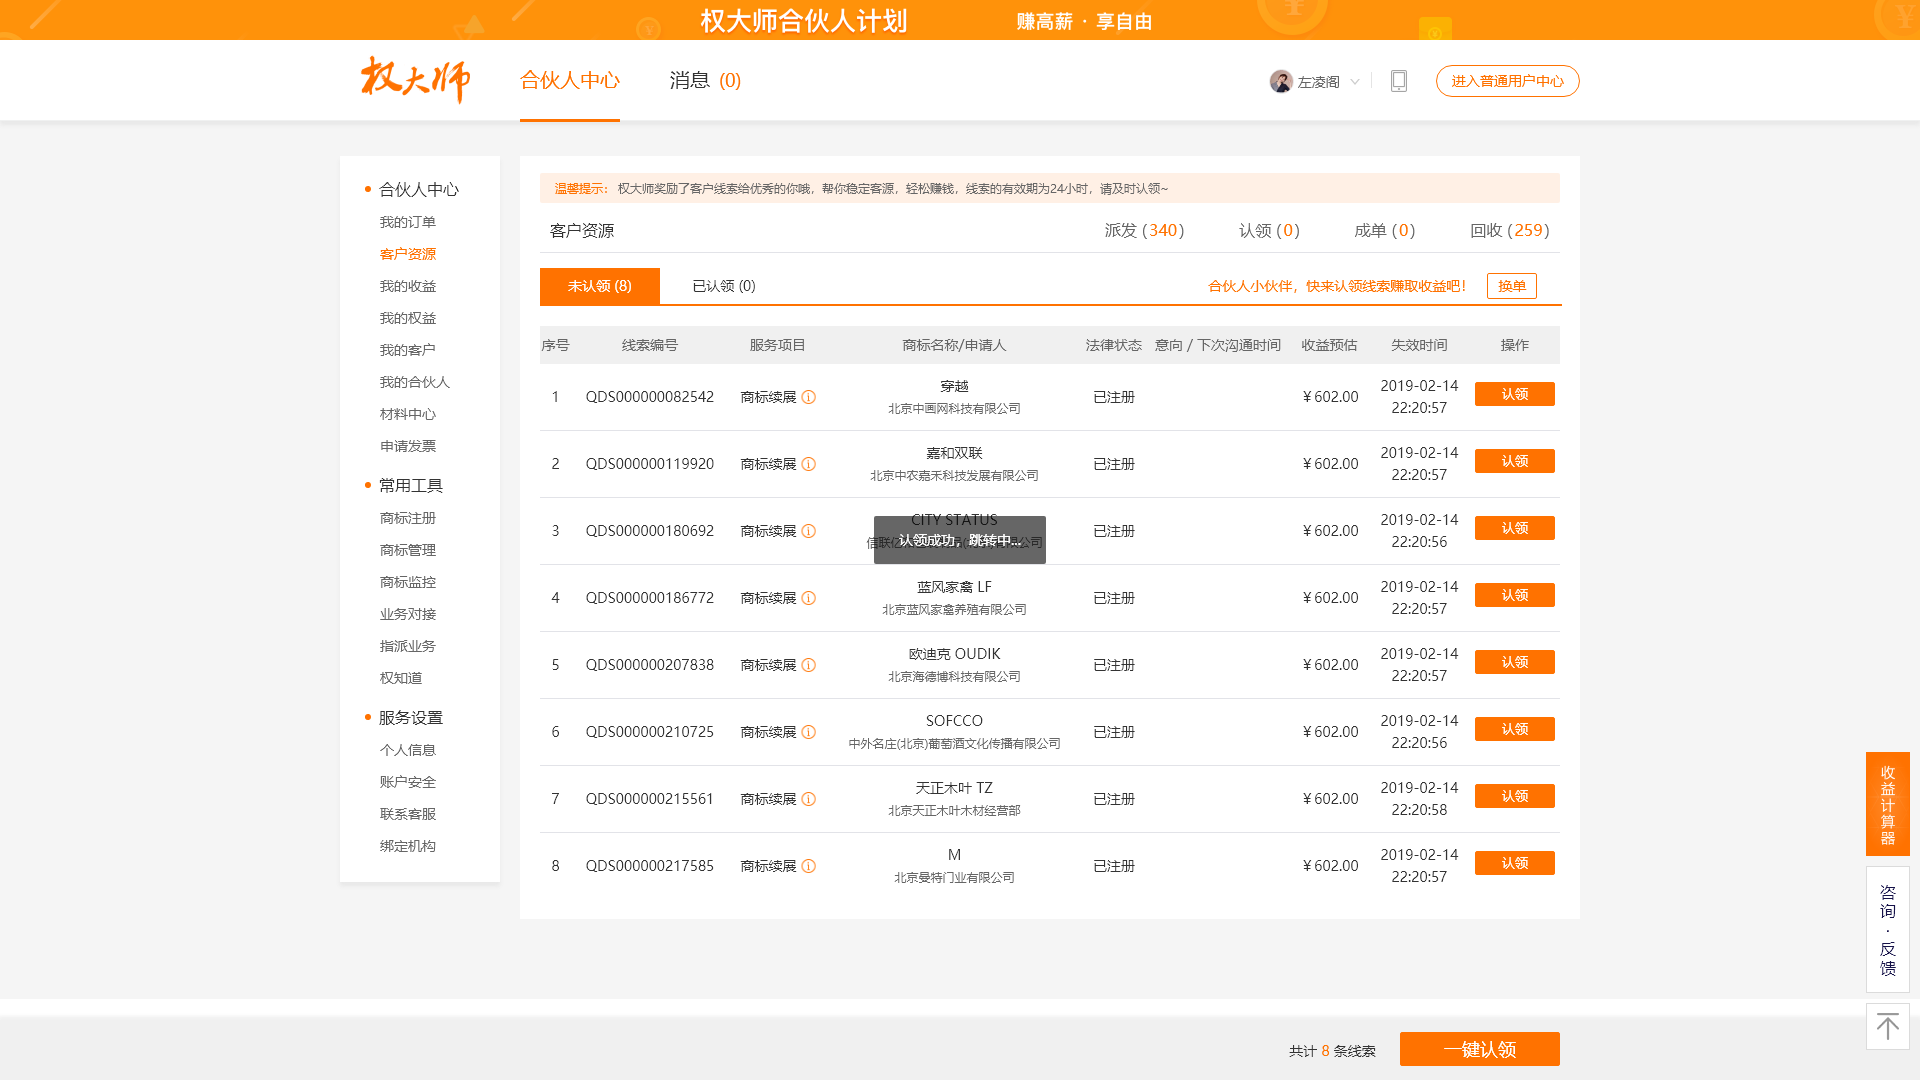 权大师合伙人计划 赚高薪 · 享自由
权大师 合伙人中心 消息 (0) 左凌阁 进入普通用户中心
合伙人中心
我的订单
客户资源
我的收益
我的权益
我的客户
我的合伙人
材料中心
申请发票
常用工具
商标注册
商标管理
商标监控
业务对接
指派业务
权知道
服务设置
个人信息
账户安全
联系客服
绑定机构
温馨提示： 权大师奖励了客户线索给优秀的你哦，帮你稳定客源，轻松赚钱，线索的有效期为24小时，请及时认领~
客户资源 派发 (340) 认领 (0) 成单 (0) 回收 (259)
未认领 (8) 已认领 (0) 合伙人小伙伴，快来认领线索赚取收益吧！ 换单
序号 线索编号 服务项目 商标名称/申请人 法律状态 意向 / 下次沟通时间 收益预估 失效时间 操作
1 QDS000000082542 商标续展 穿越 北京中画网科技有限公司 已注册 ¥602.00 2019-02-14 22:20:57 认领
2 QDS000000119920 商标续展 嘉和双联 北京中农嘉禾科技发展有限公司 已注册 ¥602.00 2019-02-14 22:20:57 认领
3 QDS000000180692 商标续展 CITY STATUS 已注册 ¥602.00 2019-02-14 22:20:56 认领
认领成功，跳转中...
4 QDS000000186772 商标续展 蓝风家禽 LF 北京蓝风家禽养殖有限公司 已注册 ¥602.00 2019-02-14 22:20:57 认领
5 QDS000000207838 商标续展 欧迪克 OUDIK 北京海德博科技有限公司 已注册 ¥602.00 2019-02-14 22:20:57 认领
6 QDS000000210725 商标续展 SOFCCO 中外名庄(北京)葡萄酒文化传播有限公司 已注册 ¥602.00 2019-02-14 22:20:56 认领
7 QDS000000215561 商标续展 天正木叶 TZ 北京天正木叶木材经营部 已注册 ¥602.00 2019-02-14 22:20:58 认领
8 QDS000000217585 商标续展 M 北京曼特门业有限公司 已注册 ¥602.00 2019-02-14 22:20:57 认领
收益计算器
咨询·反馈
共计 8 条线索 一键认领